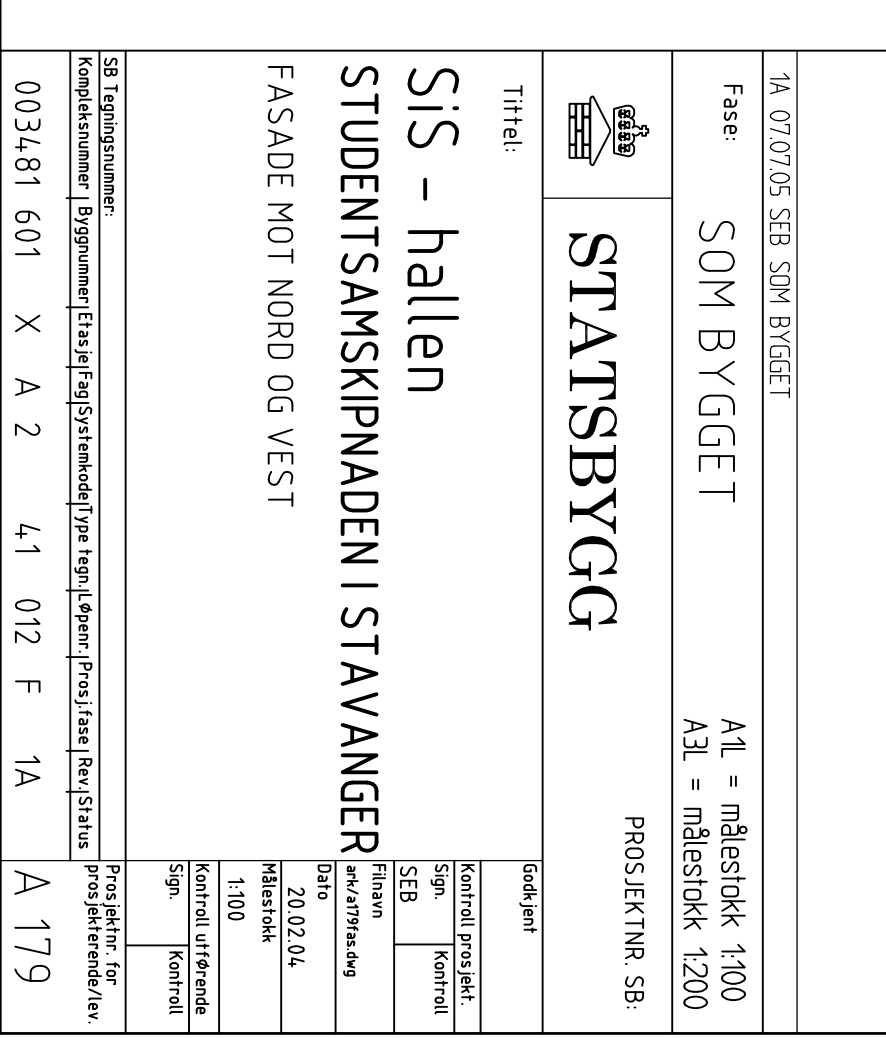 1A 07.07.05 SEB SOM BYGGET
Fase:
SOM BYGGET
A1L = målestokk 1:100
A3L = målestokk 1:200
STATSBYGG
PROSJEKTNR. SB:
Tittel:
SiS - hallen
STUDENTSAMSKIPNADEN I STAVANGER
FASADE MOT NORD OG VEST
Godkjent
Kontroll prosjekt.
Sign. Kontroll
SEB
Filnavn
ark/a179fas.dwg
Dato
20.02.04
Målestokk
1:100
Kontroll utførende
Sign. Kontroll
SB Tegningsnummer:
Kompleksnummer Byggnummer Etasje Fag Systemkode Type tegn. Løpenr. Prosj.fase Rev. Status
003481 601 X A 2 41 012 F 1A
Prosjektnr. for
prosjekterende/lev.
A 179